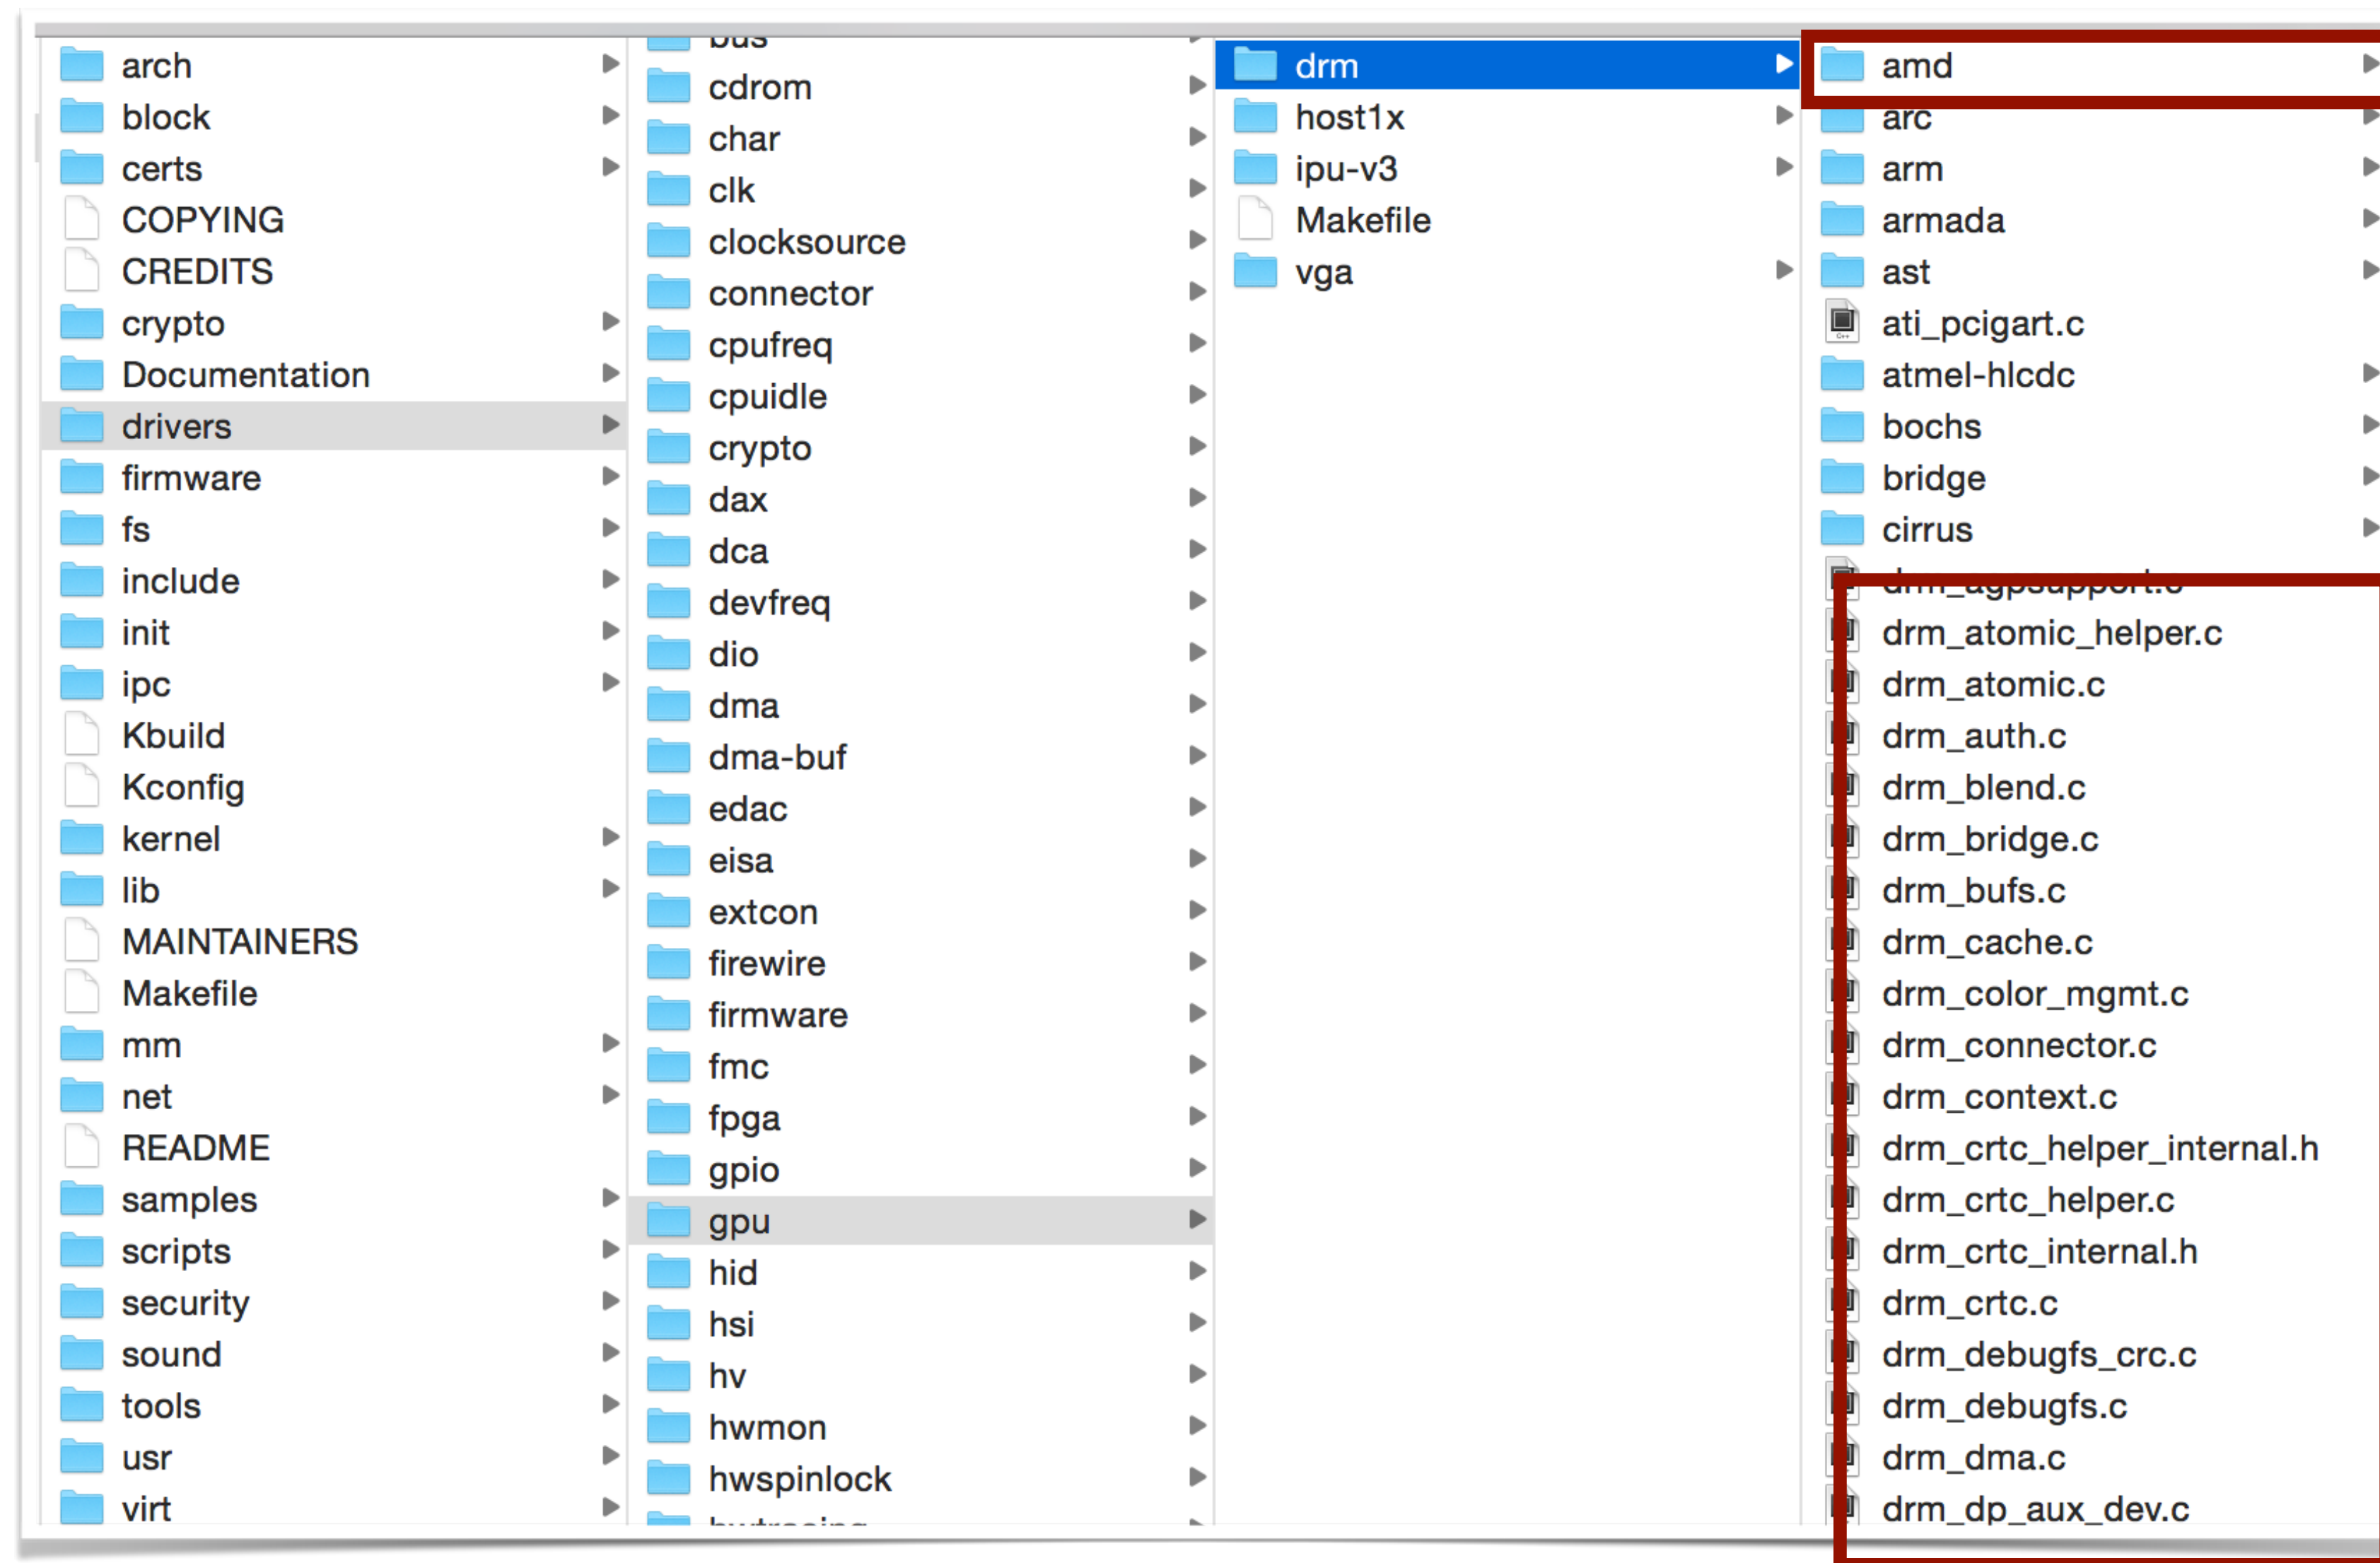 arch
block
certs
COPYING
CREDITS
crypto
Documentation
drivers
firmware
fs
include
init
ipc
Kbuild
Kconfig
kernel
lib
MAINTAINERS
Makefile
mm
net
README
samples
scripts
security
sound
tools
usr
virt
bus
cdrom
char
clk
clocksource
connector
cpufreq
cpuidle
crypto
dax
dca
devfreq
dio
dma
dma-buf
edac
eisa
extcon
firewire
firmware
fmc
fpga
gpio
gpu
hid
hsi
hv
hwmon
hwspinlock
hwtracing
drm
host1x
ipu-v3
Makefile
vga
amd
arc
arm
armada
ast
ati_pcigart.c
C++
atmel-hlcdc
bochs
bridge
cirrus
drm_agpsupport.c
drm_atomic_helper.c
drm_atomic.c
drm_auth.c
drm_blend.c
drm_bridge.c
drm_bufs.c
drm_cache.c
drm_color_mgmt.c
drm_connector.c
drm_context.c
drm_crtc_helper_internal.h
drm_crtc_helper.c
drm_crtc_internal.h
drm_crtc.c
drm_debugfs_crc.c
drm_debugfs.c
drm_dma.c
drm_dp_aux_dev.c